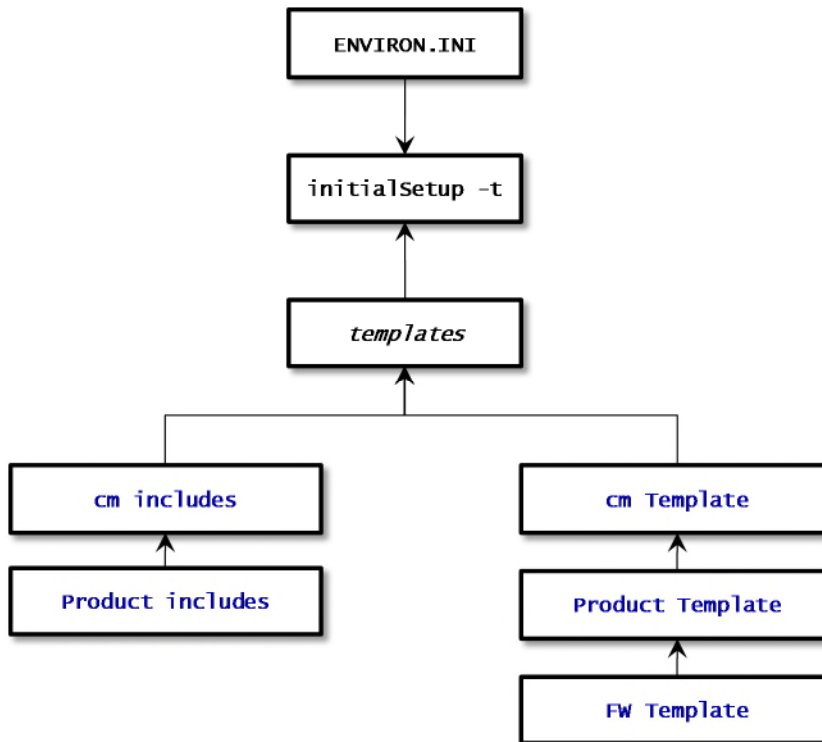 ENVIRON.INI
initialSetup -t
templates
cm includes
cm Template
Product includes
Product Template
FW Template